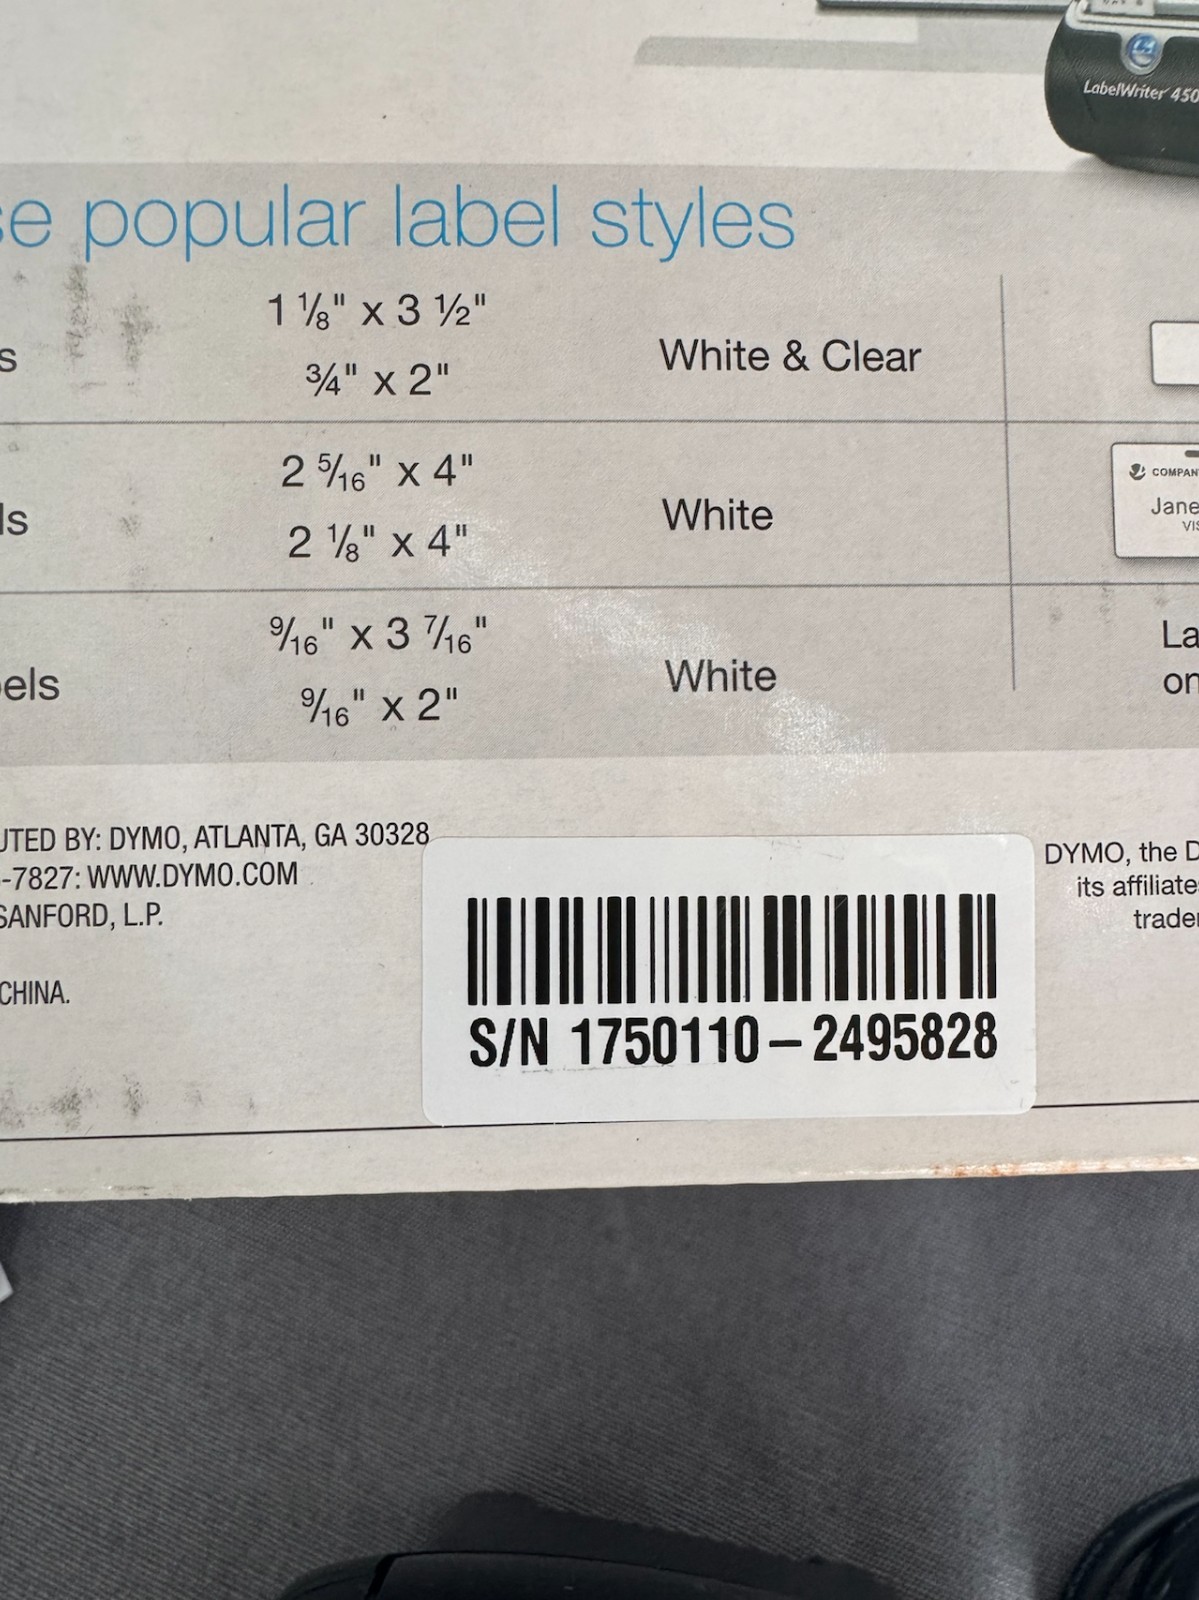 LabelWriter 450
se popular label styles
1 ⅛" x 3 ½"
s
White & Clear
¾" x 2"
2 5/16" x 4"
ls
White
2 ⅛" x 4"
COMPAN
Jane
VIS
9/16" x 3 7/16"
els
White
9/16" x 2"
La
on
UTED BY: DYMO, ATLANTA, GA 30328
-7827: WWW.DYMO.COM
SANFORD, L.P.
CHINA.
S/N 1750110–2495828
DYMO, the D
its affiliate
trade